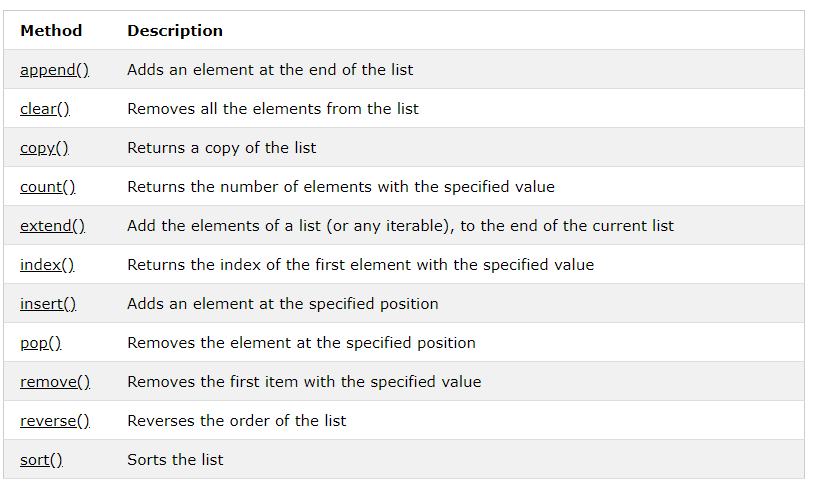 Method Description
append() Adds an element at the end of the list
clear() Removes all the elements from the list
copy() Returns a copy of the list
count() Returns the number of elements with the specified value
extend() Add the elements of a list (or any iterable), to the end of the current list
index() Returns the index of the first element with the specified value
insert() Adds an element at the specified position
pop() Removes the element at the specified position
remove() Removes the first item with the specified value
reverse() Reverses the order of the list
sort() Sorts the list